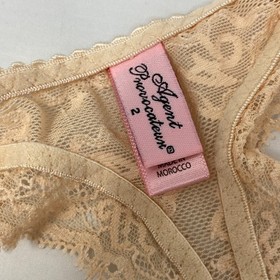 Agent
Provocateur®
2
MADE IN
MOROCCO